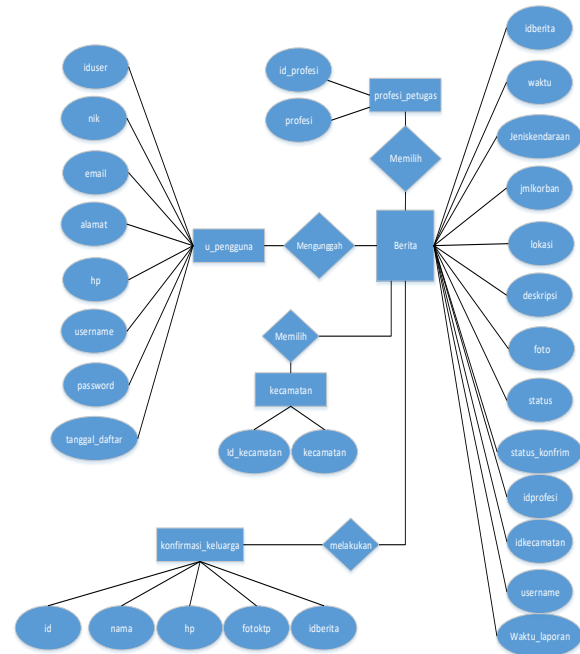 idberita
iduser
id_profesi
waktu
profesi_petugas
nik
profesi
Jeniskendaraan
Memilih
email
jmlkorban
alamat
u_pengguna
Mengunggah
Berita
lokasi
hp
deskripsi
username
Memilih
foto
password
kecamatan
status
tanggal_daftar
Id_kecamatan
kecamatan
status_konfrim
idprofesi
konfirmasi_keluarga
melakukan
idkecamatan
username
id
nama
hp
fotoktp
idberita
Waktu_laporan